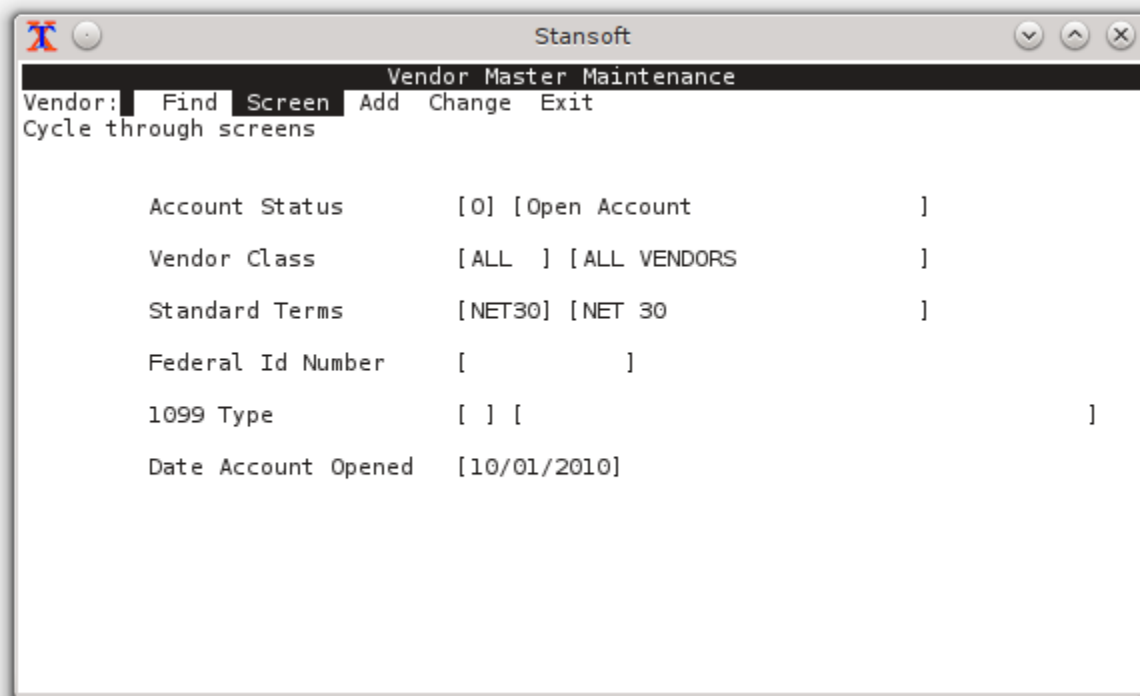 Stansoft
Vendor Master Maintenance
Vendor: Find Screen Add Change Exit
Cycle through screens
Account Status [O] [Open Account ]
Vendor Class [ALL ] [ALL VENDORS ]
Standard Terms [NET30] [NET 30 ]
Federal Id Number [ ]
1099 Type [ ] [ ]
Date Account Opened [10/01/2010]